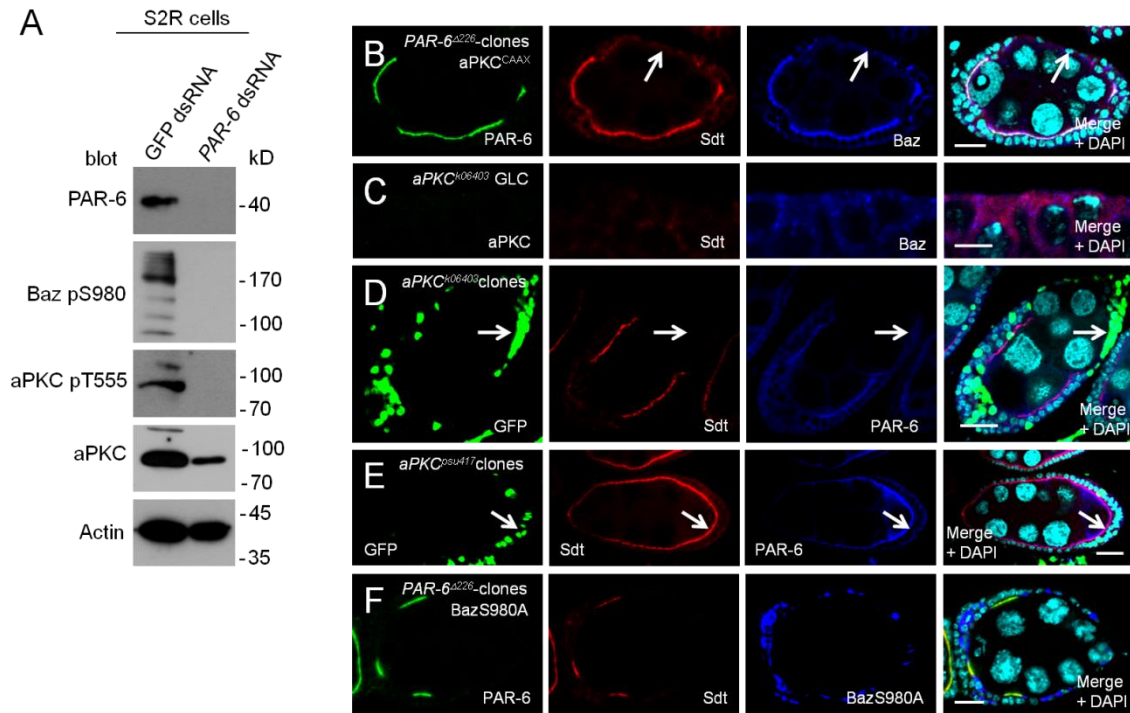 A
S2R cells
blot
GFP dsRNA
PAR-6 dsRNA
kD
PAR-6
- 40
Baz pS980
- 170
- 100
aPKC pT555
- 100
- 70
aPKC
- 100
- 70
Actin
- 45
- 35
B
PAR-6Δ226-clones
aPKCCAAX
PAR-6
Sdt
Baz
Merge
+ DAPI
C
aPKCk06403 GLC
aPKC
Sdt
Baz
Merge
+ DAPI
D
aPKCk06403clones
GFP
Sdt
PAR-6
Merge
+ DAPI
E
aPKCpsu417clones
GFP
Sdt
PAR-6
Merge
+ DAPI
F
PAR-6Δ226-clones
BazS980A
PAR-6
Sdt
BazS980A
Merge
+ DAPI